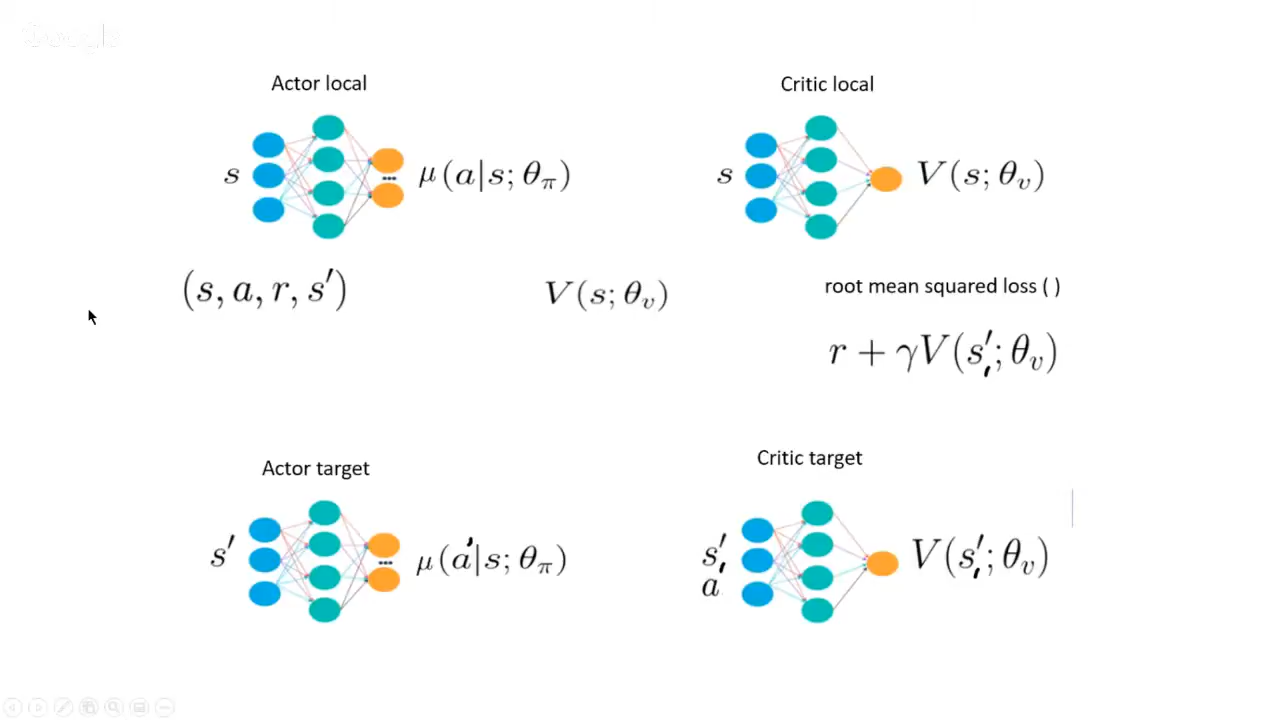 Google
Actor local
Critic local
s
μ(a|s; θπ)
s
V(s; θv)
(s, a, r, s′)
V(s; θv)
root mean squared loss ( )
r + γV(s′,; θv)
Actor target
Critic target
s′
μ(a′|s; θπ)
s′,
a
V(s′,; θv)